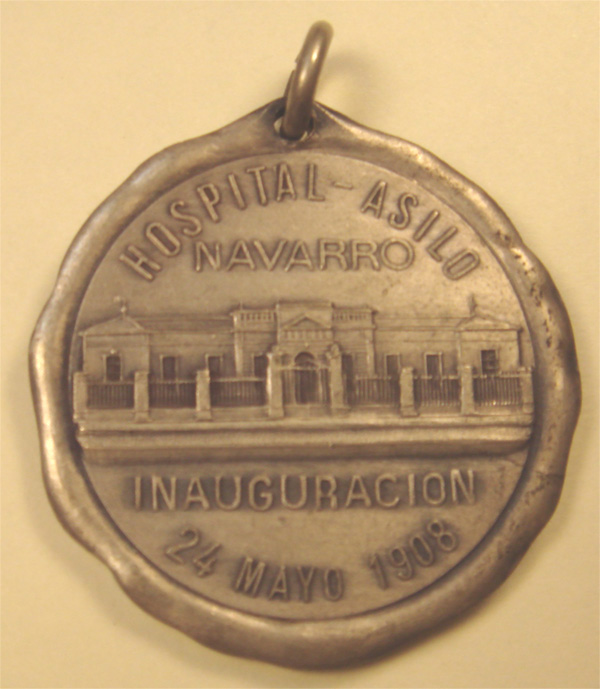 HOSPITAL - ASILO
NAVARRO
INAUGURACION
24 MAYO 1908